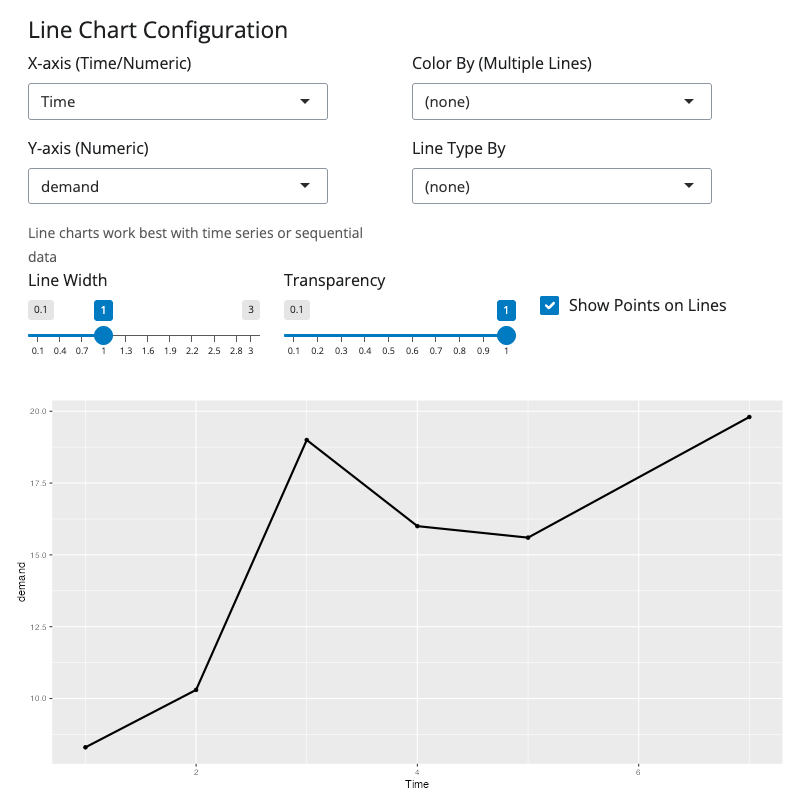 Line Chart Configuration
X-axis (Time/Numeric)
Color By (Multiple Lines)
Time
(none)
Y-axis (Numeric)
Line Type By
demand
(none)
Line charts work best with time series or sequential
data
Line Width
Transparency
0.1 1 3
0.1 1
Show Points on Lines
0.1 0.4 0.7 1 1.3 1.6 1.9 2.2 2.5 2.8 3
0.1 0.2 0.3 0.4 0.5 0.6 0.7 0.8 0.9 1
20.0
17.5
15.0
12.5
10.0
demand
2 4 6
Time